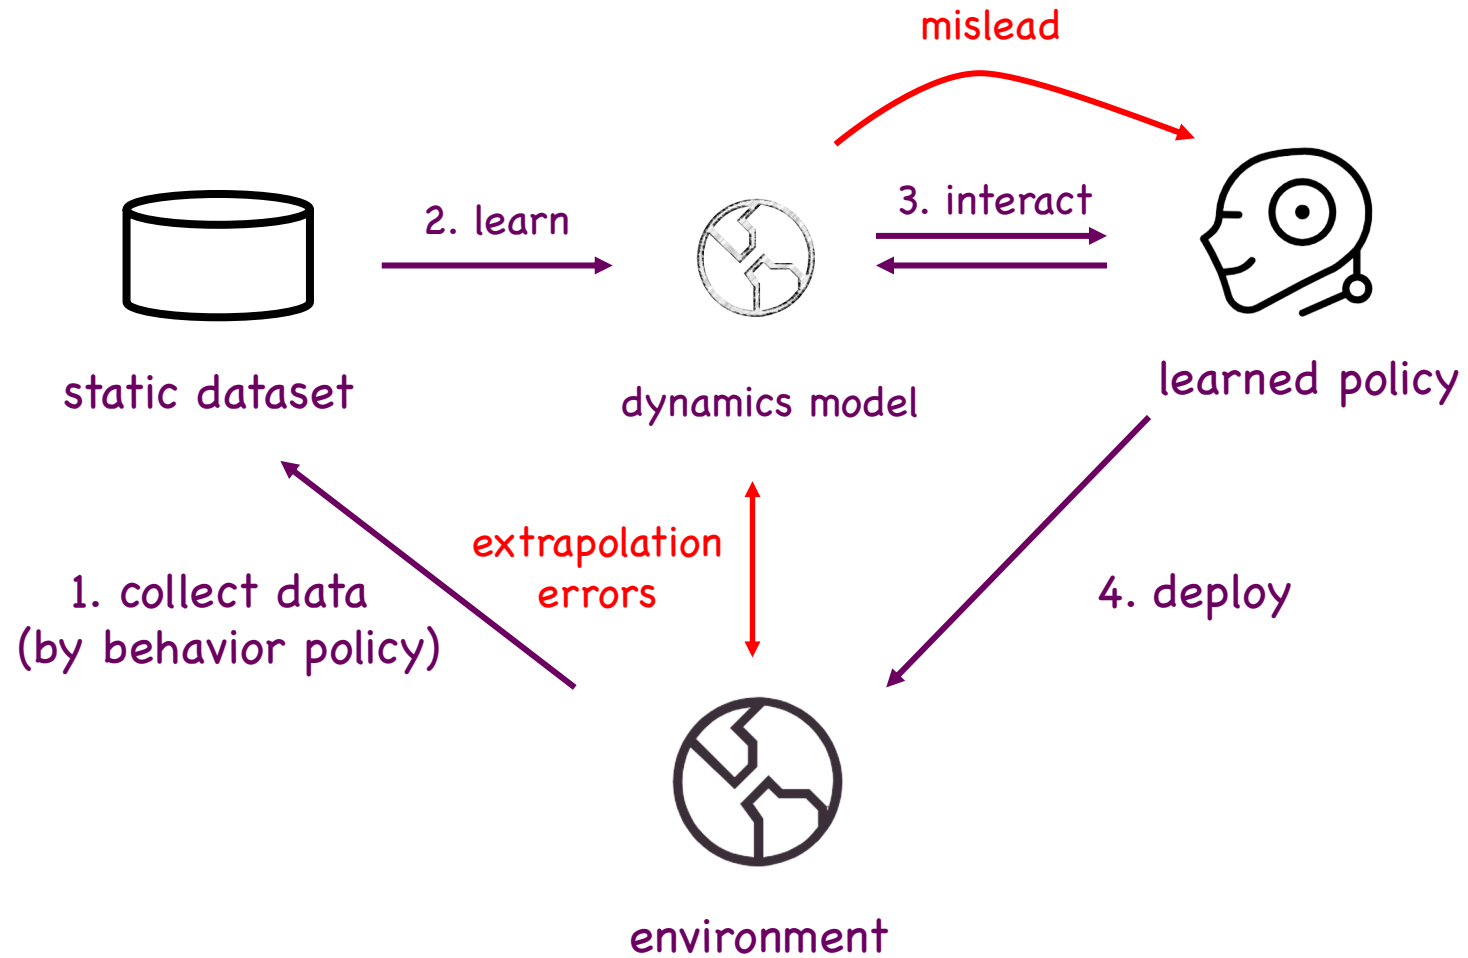 mislead
3. interact
2. learn
static dataset
dynamics model
learned policy
extrapolation
errors
1. collect data
(by behavior policy)
4. deploy
environment